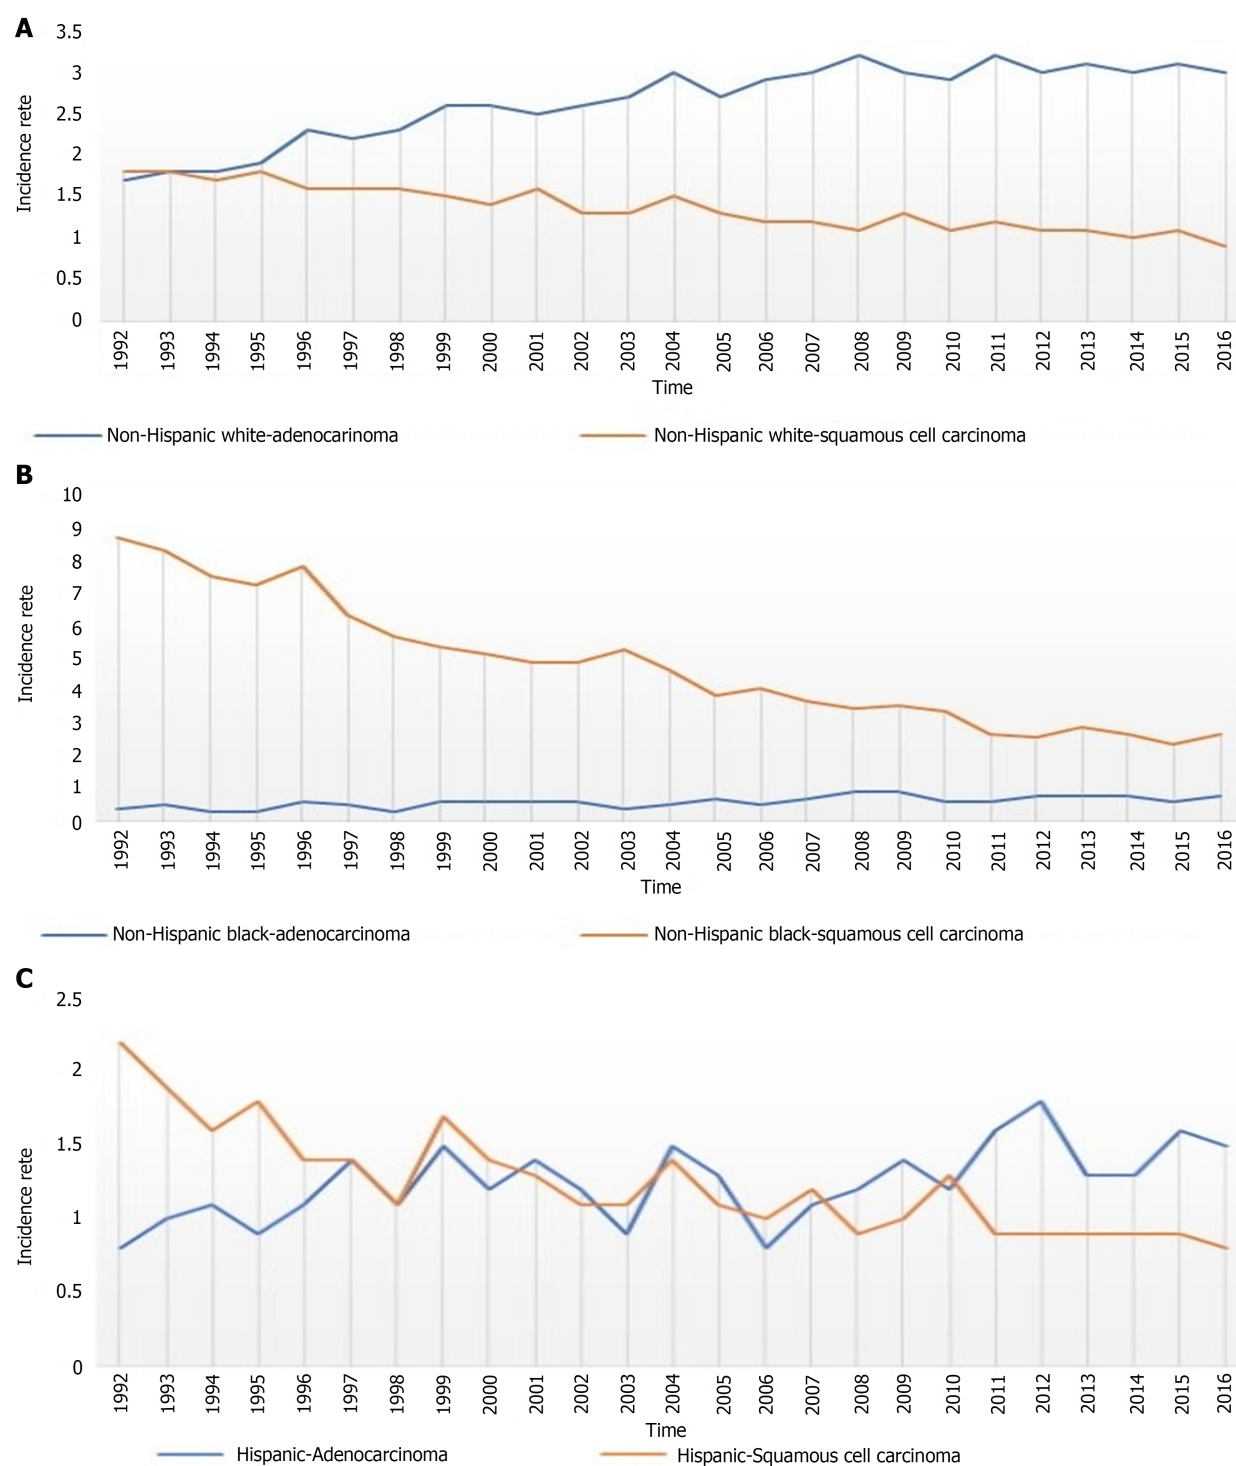 A
3.5
3
2.5
2
1.5
1
0.5
0
Incidence rete
1992 1993 1994 1995 1996 1997 1998 1999 2000 2001 2002 2003 2004 2005 2006 2007 2008 2009 2010 2011 2012 2013 2014 2015 2016
Time
Non-Hispanic white-adenocarinoma Non-Hispanic white-squamous cell carcinoma
B
10
9
8
7
6
5
4
3
2
1
0
Incidence rete
1992 1993 1994 1995 1996 1997 1998 1999 2000 2001 2002 2003 2004 2005 2006 2007 2008 2009 2010 2011 2012 2013 2014 2015 2016
Time
Non-Hispanic black-adenocarcinoma Non-Hispanic black-squamous cell carcinoma
C
2.5
2
1.5
1
0.5
0
Incidence rete
1992 1993 1994 1995 1996 1997 1998 1999 2000 2001 2002 2003 2004 2005 2006 2007 2008 2009 2010 2011 2012 2013 2014 2015 2016
Time
Hispanic-Adenocarcinoma Hispanic-Squamous cell carcinoma